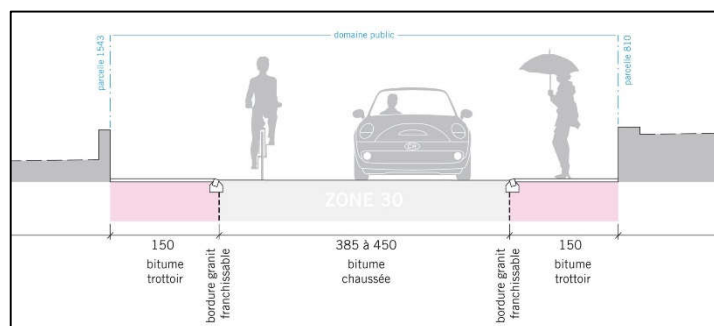 domaine public
parcelle 1543
parcelle 810
ZONE 30
150
bitume
trottoir
bordure granit
franchissable
385 à 450
bitume
chaussée
bordure granit
franchissable
150
bitume
trottoir